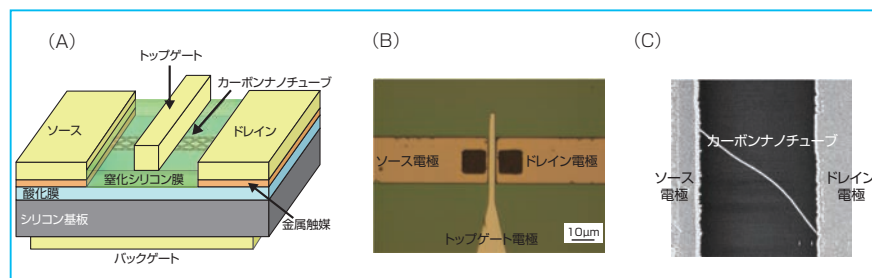 (A)
トップゲート
カーボンナノチューブ
ソース
ドレイン
窒化シリコン膜
酸化膜
シリコン基板
金属触媒
バックゲート
(B)
ソース電極
ドレイン電極
トップゲート電極
10μm
(C)
カーボンナノチューブ
ソース
電極
ドレイン
電極